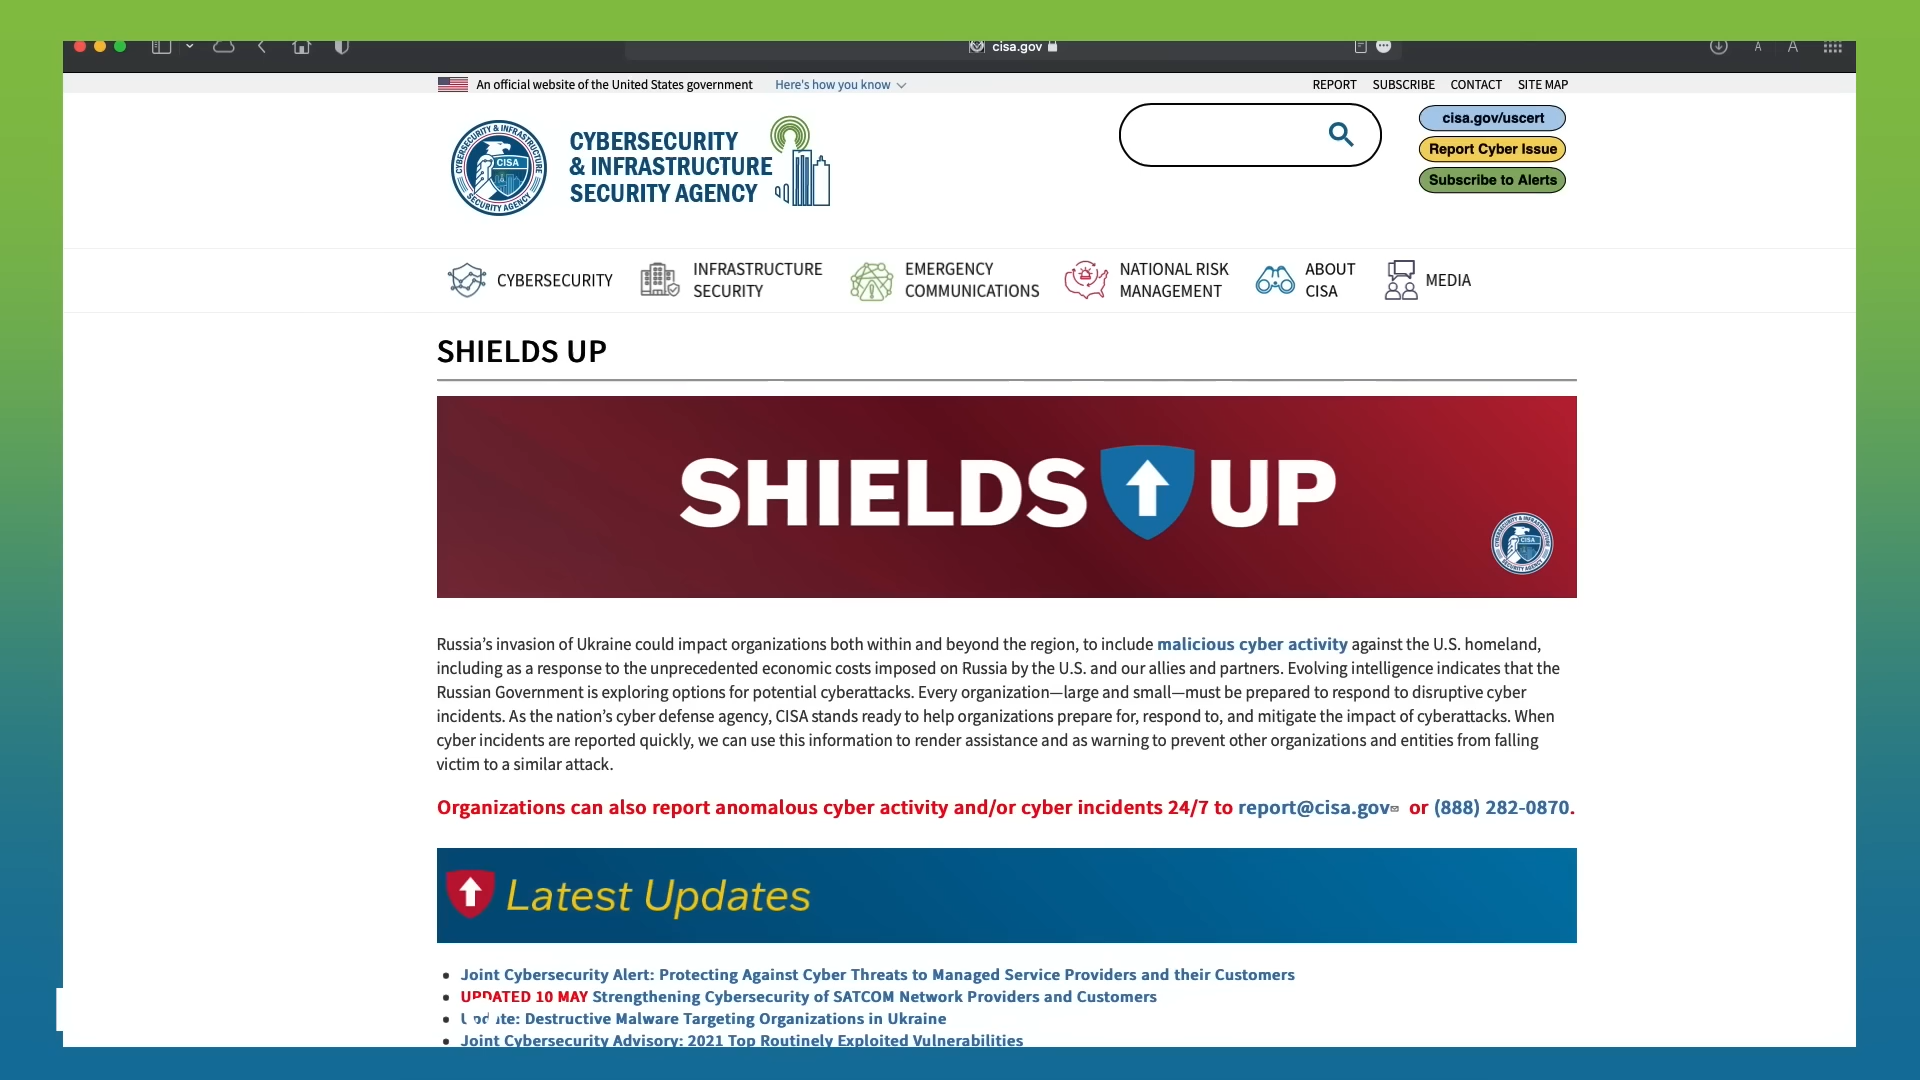 cisa.gov
A A
An official website of the United States government Here's how you know
REPORT SUBSCRIBE CONTACT SITE MAP
CYBERSECURITY & INFRASTRUCTURE
CISA
SECURITY AGENCY
CYBERSECURITY
& INFRASTRUCTURE
SECURITY AGENCY
cisa.gov/uscert
Report Cyber Issue
Subscribe to Alerts
CYBERSECURITY
INFRASTRUCTURE
SECURITY
EMERGENCY
COMMUNICATIONS
NATIONAL RISK
MANAGEMENT
ABOUT
CISA
MEDIA
SHIELDS UP
SHIELDS UP
CYBERSECURITY & INFRASTRUCTURE
CISA
SECURITY AGENCY
Russia’s invasion of Ukraine could impact organizations both within and beyond the region, to include malicious cyber activity against the U.S. homeland,
including as a response to the unprecedented economic costs imposed on Russia by the U.S. and our allies and partners. Evolving intelligence indicates that the
Russian Government is exploring options for potential cyberattacks. Every organization—large and small—must be prepared to respond to disruptive cyber
incidents. As the nation’s cyber defense agency, CISA stands ready to help organizations prepare for, respond to, and mitigate the impact of cyberattacks. When
cyber incidents are reported quickly, we can use this information to render assistance and as warning to prevent other organizations and entities from falling
victim to a similar attack.
Organizations can also report anomalous cyber activity and/or cyber incidents 24/7 to report@cisa.gov or (888) 282-0870.
Latest Updates
• Joint Cybersecurity Alert: Protecting Against Cyber Threats to Managed Service Providers and their Customers
• UPDATED 10 MAY Strengthening Cybersecurity of SATCOM Network Providers and Customers
• Update: Destructive Malware Targeting Organizations in Ukraine
• Joint Cybersecurity Advisory: 2021 Top Routinely Exploited Vulnerabilities